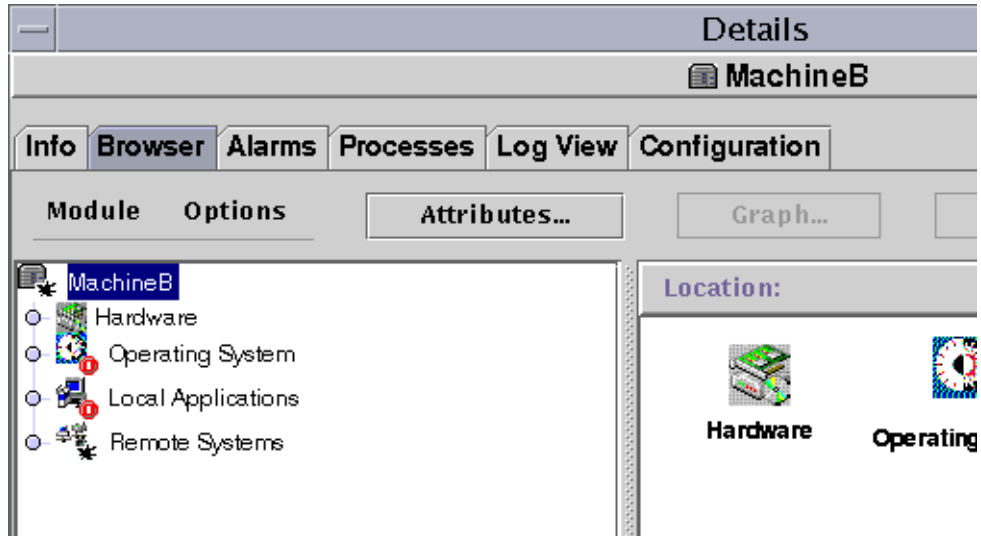 Details
MachineB
Info Browser Alarms Processes Log View Configuration
Module Options Attributes... Graph...
MachineB
Hardware
Operating System
Local Applications
Remote Systems
Location:
Hardware
Operating